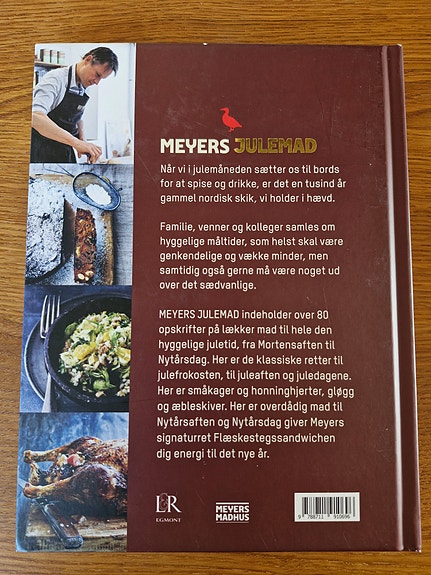 MEYERS JULEMAD
Når vi i julemåneden sætter os til bords
for at spise og drikke, er det en tusind år
gammel nordisk skik, vi holder i hævd.
Familie, venner og kolleger samles om
hyggelige måltider, som helst skal være
genkendelige og vække minder, men
samtidig også gerne må være noget ud
over det sædvanlige.
MEYERS JULEMAD indeholder over 80
opskrifter på lækker mad til hele den
hyggelige juletid, fra Mortensaften til
Nytårsdag. Her er de klassiske retter til
julefrokosten, til juleaften og juledagene.
Her er småkager og honninghjerter, gløgg
og æbleskiver. Her er overdådig mad til
Nytårsaften og Nytårsdag giver Meyers
signaturret Flæskestegssandwichen
dig energi til det nye år.
L&R
EGMONT
MEYERS
MADHUS
9 788711 910696